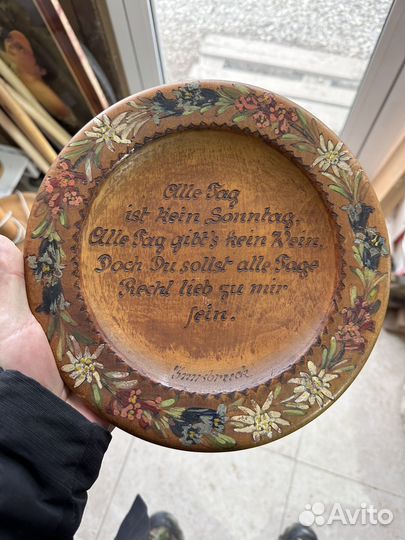 Alle Tag
ist kein Sonntag,
Alle Tag gibt's kein Wein,
Doch Du sollst alle Tage
Recht lieb zu mir
sein.
Innsbruck
Avito